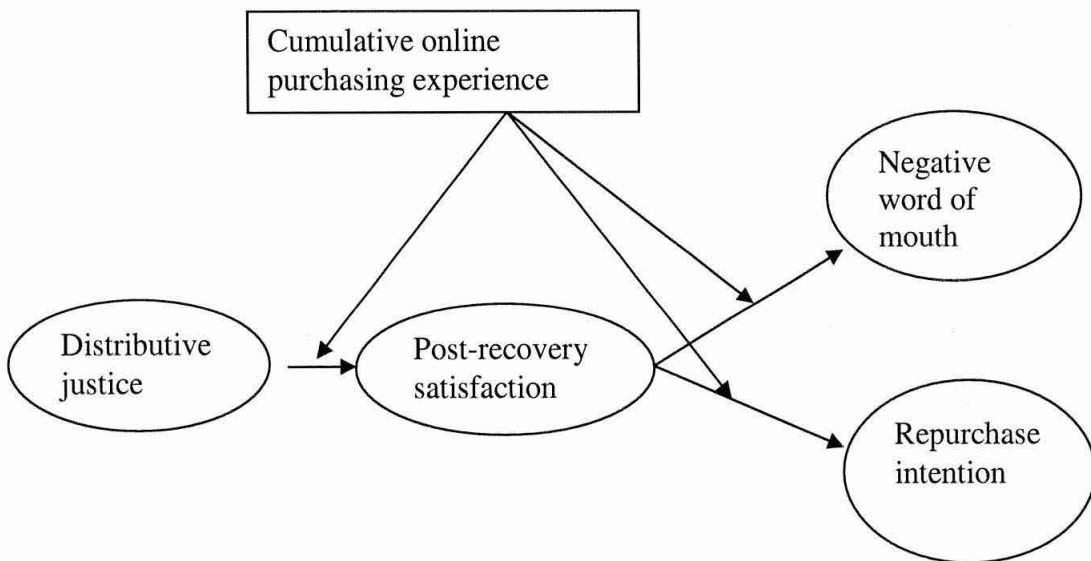 Cumulative online
purchasing experience
Negative
word of
mouth
Distributive
justice
Post-recovery
satisfaction
Repurchase
intention